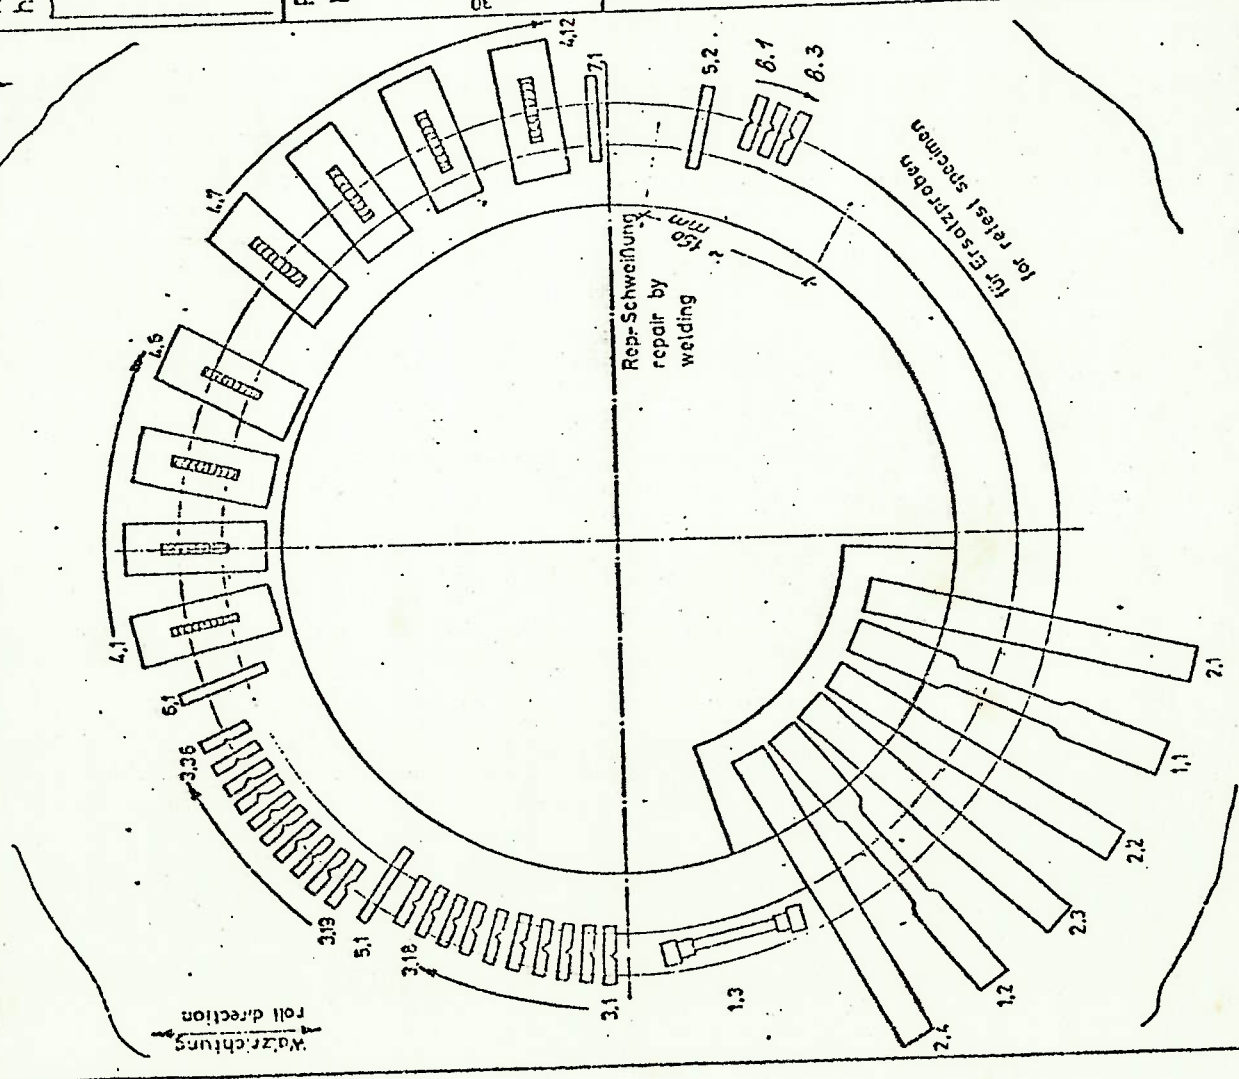 4,12
7,1
5,2
8.1
8.3
4,7
4,6
4,1
6,1
3,36
3,19
5,1
3,18
3,1
1,3
2,4
1,2
2,3
2,2
1,1
2,1
Rep-Schweißung
repair by
welding
≈ 150
mm
für Ersatzproben
for retest specimen
Walzrichtung
roll direction